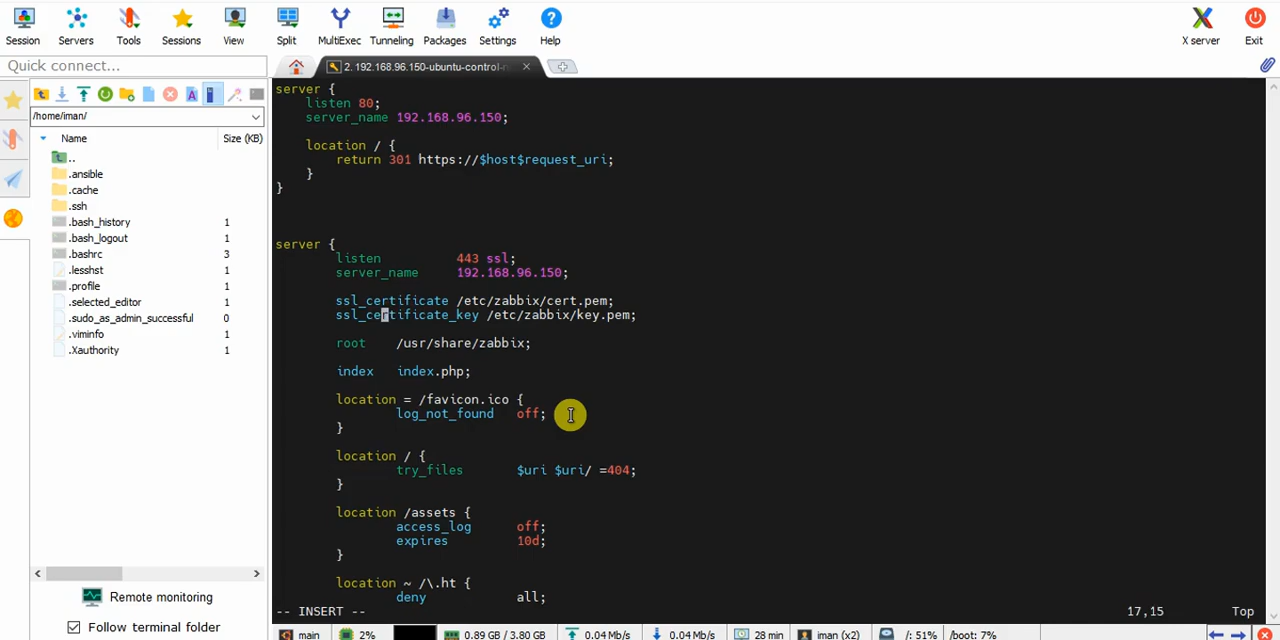 Session Servers Tools Sessions View Split MultiExec Tunneling Packages Settings Help X server Exit
Quick connect...
2. 192.168.96.150-ubuntu-control-
/home/iman/
Name Size (KB)
..
.ansible
.cache
.ssh
.bash_history 1
.bash_logout 1
.bashrc 3
.lesshst 1
.profile 1
.selected_editor 1
.sudo_as_admin_successful 0
.viminfo 1
.Xauthority 1
Remote monitoring
Follow terminal folder
server {
listen 80;
server_name 192.168.96.150;
location / {
return 301 https://$host$request_uri;
}
}
server {
listen 443 ssl;
server_name 192.168.96.150;
ssl_certificate /etc/zabbix/cert.pem;
ssl_certificate_key /etc/zabbix/key.pem;
root /usr/share/zabbix;
index index.php;
location = /favicon.ico {
log_not_found off;
}
location / {
try_files $uri $uri/ =404;
}
location /assets {
access_log off;
expires 10d;
}
location ~ /\.ht {
deny all;
-- INSERT -- 17,15 Top
main 2% 0.89 GB / 3.80 GB 0.04 Mb/s 0.04 Mb/s 28 min iman (x2) /: 51% /boot: 7%